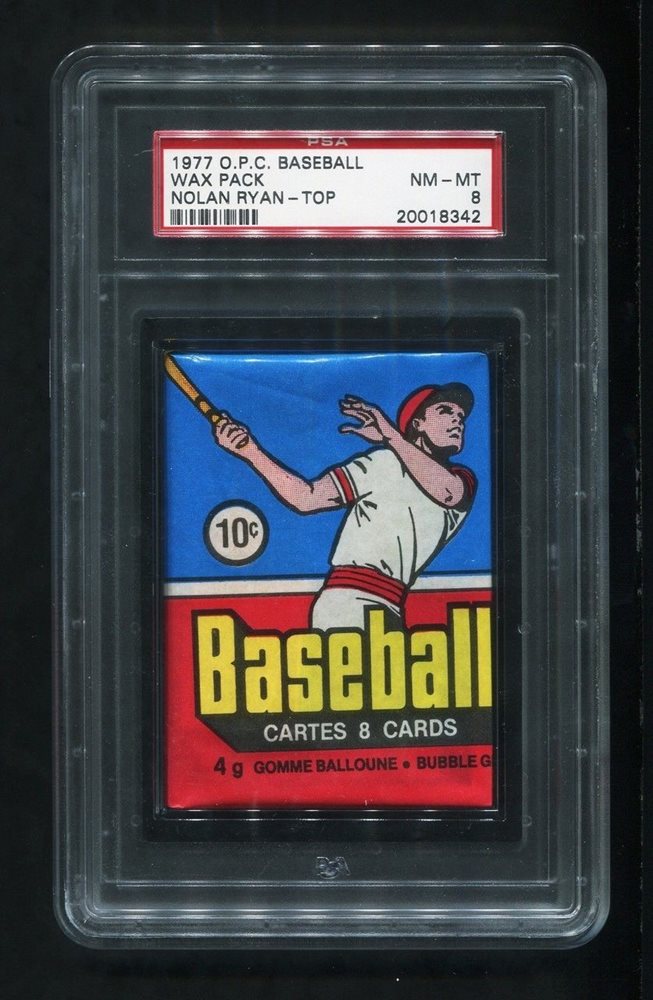 PSA
1977 O.P.C. BASEBALL
WAX PACK NM-MT
NOLAN RYAN-TOP 8
20018342
10¢
Baseball
CARTES 8 CARDS
4 g GOMME BALLOUNE • BUBBLE G
PSA